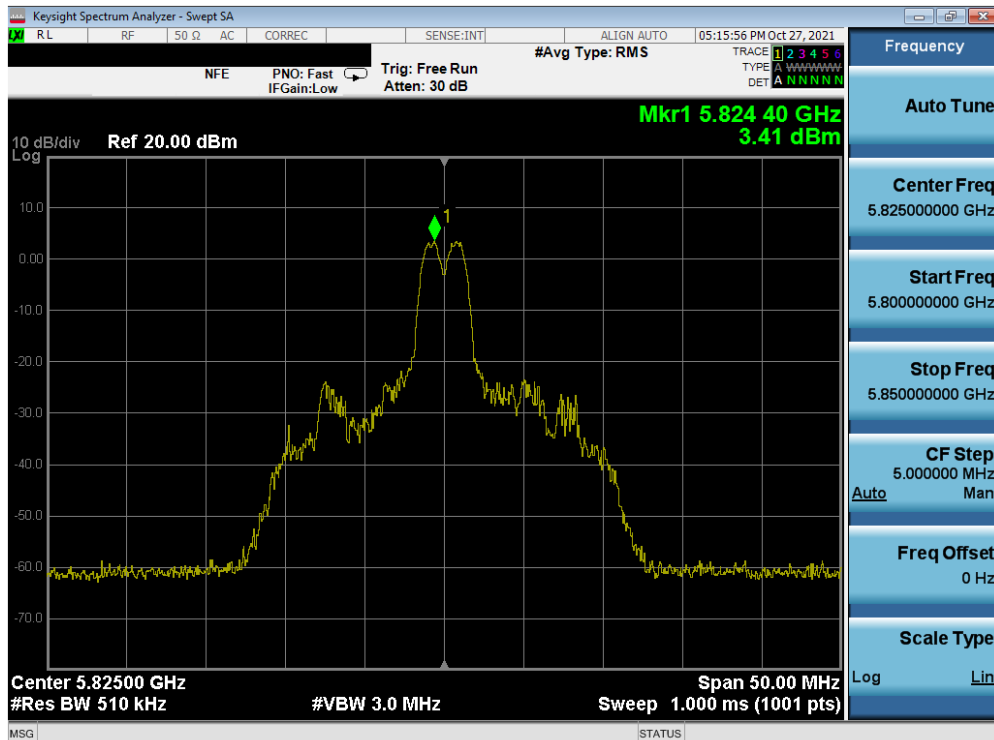 Keysight Spectrum Analyzer - Swept SA
LXI RL RF 50 Ω AC CORREC SENSE:INT ALIGN AUTO 05:15:56 PM Oct 27, 2021
NFE PNO: Fast IFGain:Low Trig: Free Run Atten: 30 dB #Avg Type: RMS
TRACE 1 2 3 4 5 6
TYPE A WWWWW
DET A N N N N N
Mkr1 5.824 40 GHz
3.41 dBm
10 dB/div Ref 20.00 dBm
Log
10.0
0.00
-10.0
-20.0
-30.0
-40.0
-50.0
-60.0
-70.0
1
Center 5.82500 GHz Span 50.00 MHz
#Res BW 510 kHz #VBW 3.0 MHz Sweep 1.000 ms (1001 pts)
MSG STATUS
Frequency
Auto Tune
Center Freq
5.825000000 GHz
Start Freq
5.800000000 GHz
Stop Freq
5.850000000 GHz
CF Step
5.000000 MHz
Auto Man
Freq Offset
0 Hz
Scale Type
Log Lin